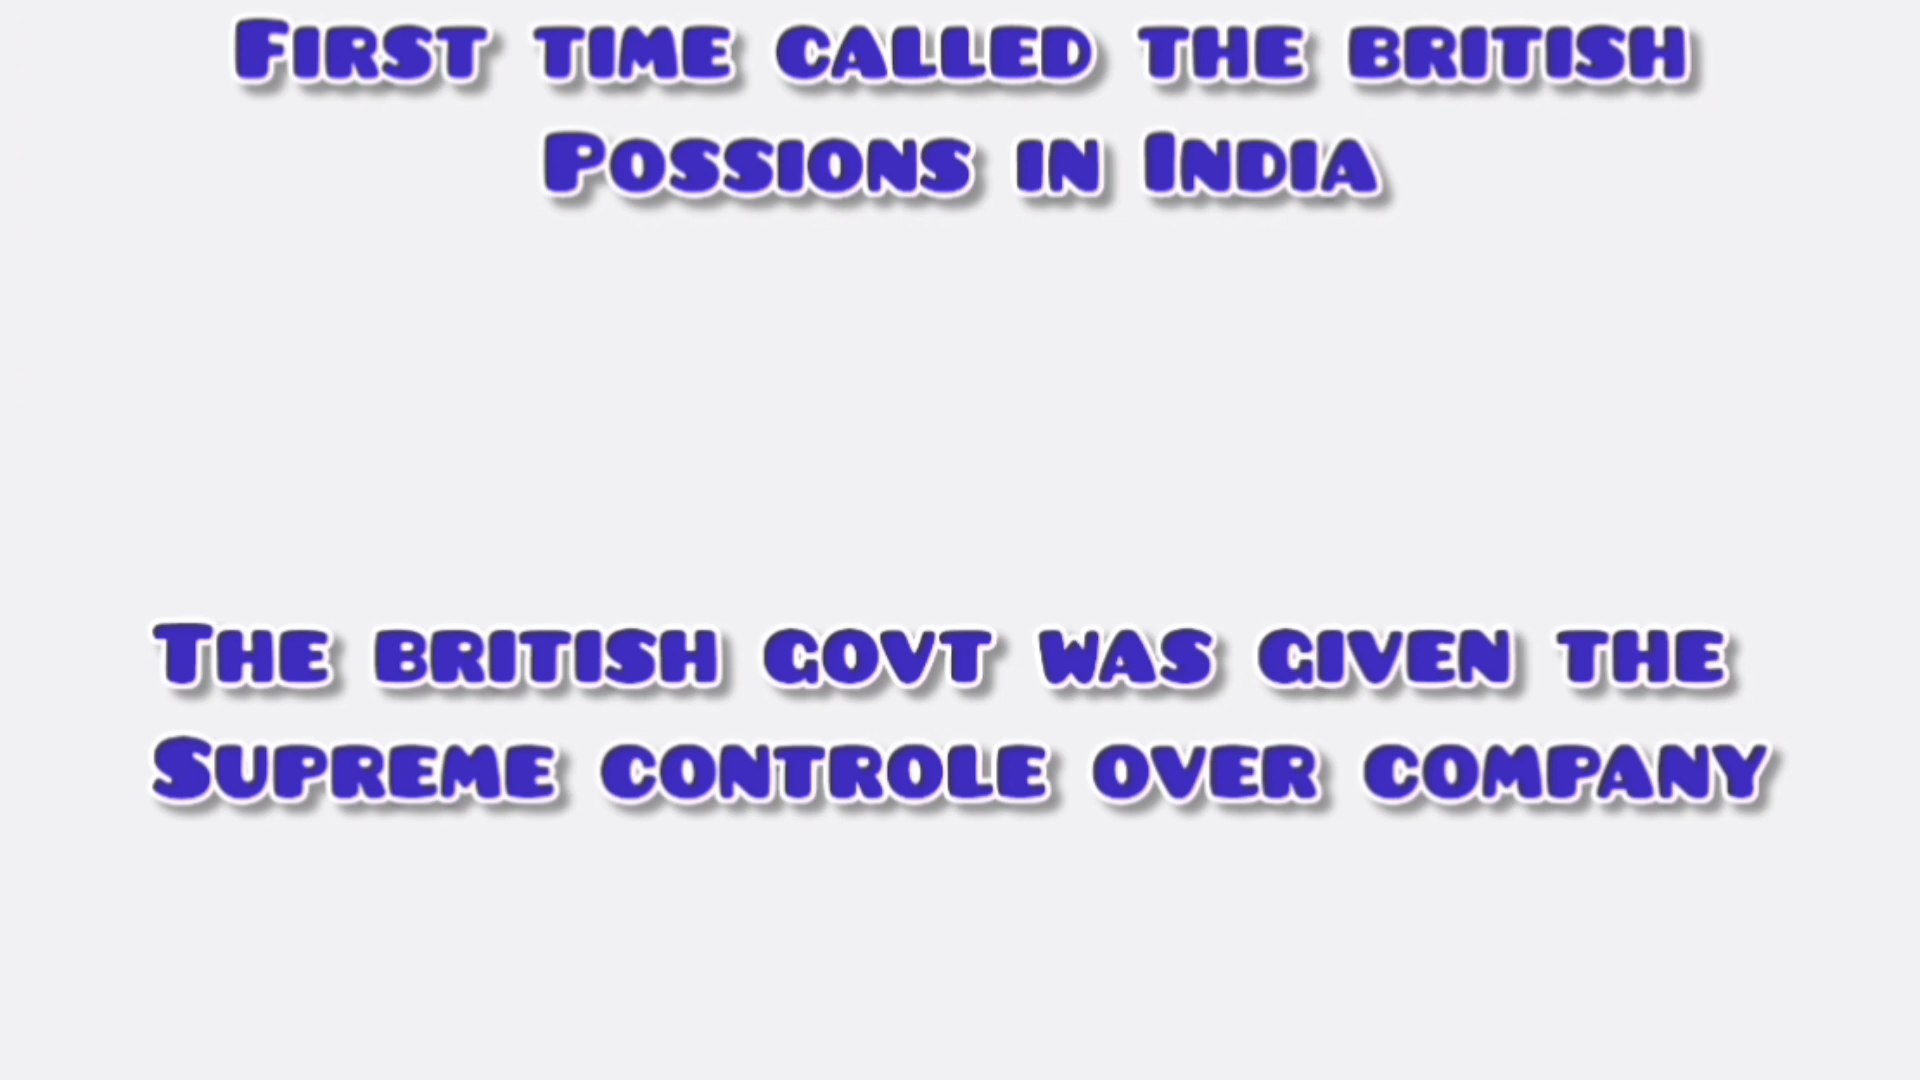 First time called the british
Possions in India
The british govt was given the
Supreme controle over company